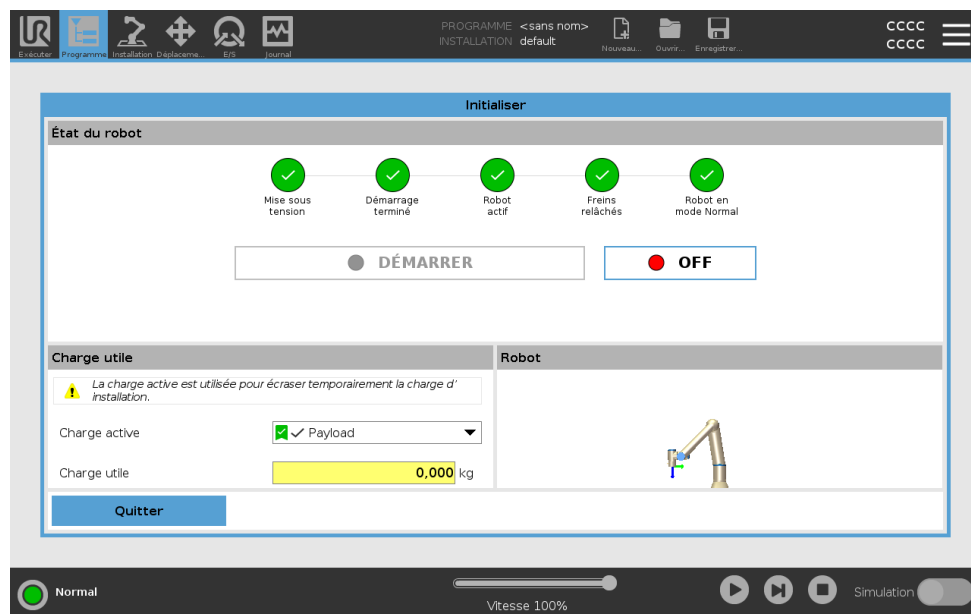 UR
PROGRAMME <sans nom>
INSTALLATION default
CCCC
CCCC
Exécuter
Programme
Installation
Déplaceme...
E/S
Journal
Nouveau...
Ouvrir...
Enregistrer...
Initialiser
État du robot
Mise sous
tension
Démarrage
terminé
Robot
actif
Freins
relâchés
Robot en
mode Normal
DÉMARRER
OFF
Charge utile
Robot
La charge active est utilisée pour écraser temporairement la charge d'
installation.
Charge active
Payload
Charge utile
0,000 kg
Quitter
Normal
Vitesse 100%
Simulation